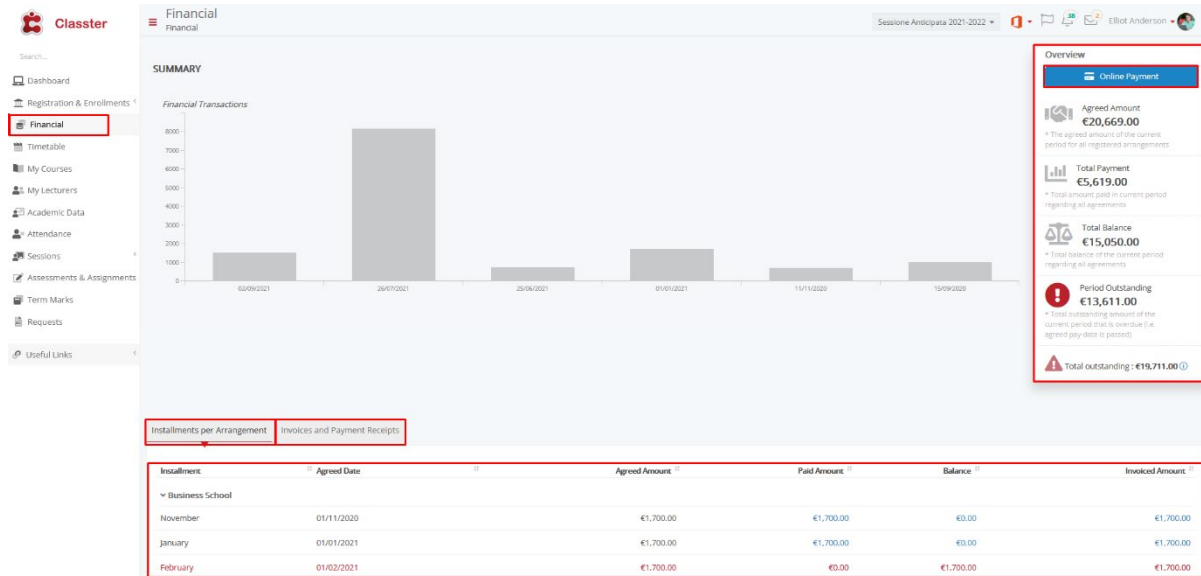 Classter
Financial
Financial
Sessione Anticipata 2021-2022
38
2
Elliot Anderson
Search...
Dashboard
Registration & Enrollments
Financial
Timetable
My Courses
My Lecturers
Academic Data
Attendance
Sessions
Assessments & Assignments
Term Marks
Requests
Useful Links
SUMMARY
Financial Transactions
8000
7000
6000
5000
4000
3000
2000
1000
0
02/09/2021 26/07/2021 25/06/2021 01/01/2021 11/11/2020 15/09/2020
Overview
Online Payment
Agreed Amount
€20,669.00
* The agreed amount of the current
period for all registered arrangements
Total Payment
€5,619.00
* Total amount paid in current period
regarding all agreements
Total Balance
€15,050.00
* Total balance of the current period
regarding all agreements
Period Outstanding
€13,611.00
* Total outstanding amount of the
current period that is overdue (i.e.
agreed pay-date is passed)
Total outstanding : €19,711.00
Installments per Arrangement Invoices and Payment Receipts
Installment Agreed Date Agreed Amount Paid Amount Balance Invoiced Amount
Business School
November 01/11/2020 €1,700.00 €1,700.00 €0.00 €1,700.00
January 01/01/2021 €1,700.00 €1,700.00 €0.00 €1,700.00
February 01/02/2021 €1,700.00 €0.00 €1,700.00 €1,700.00